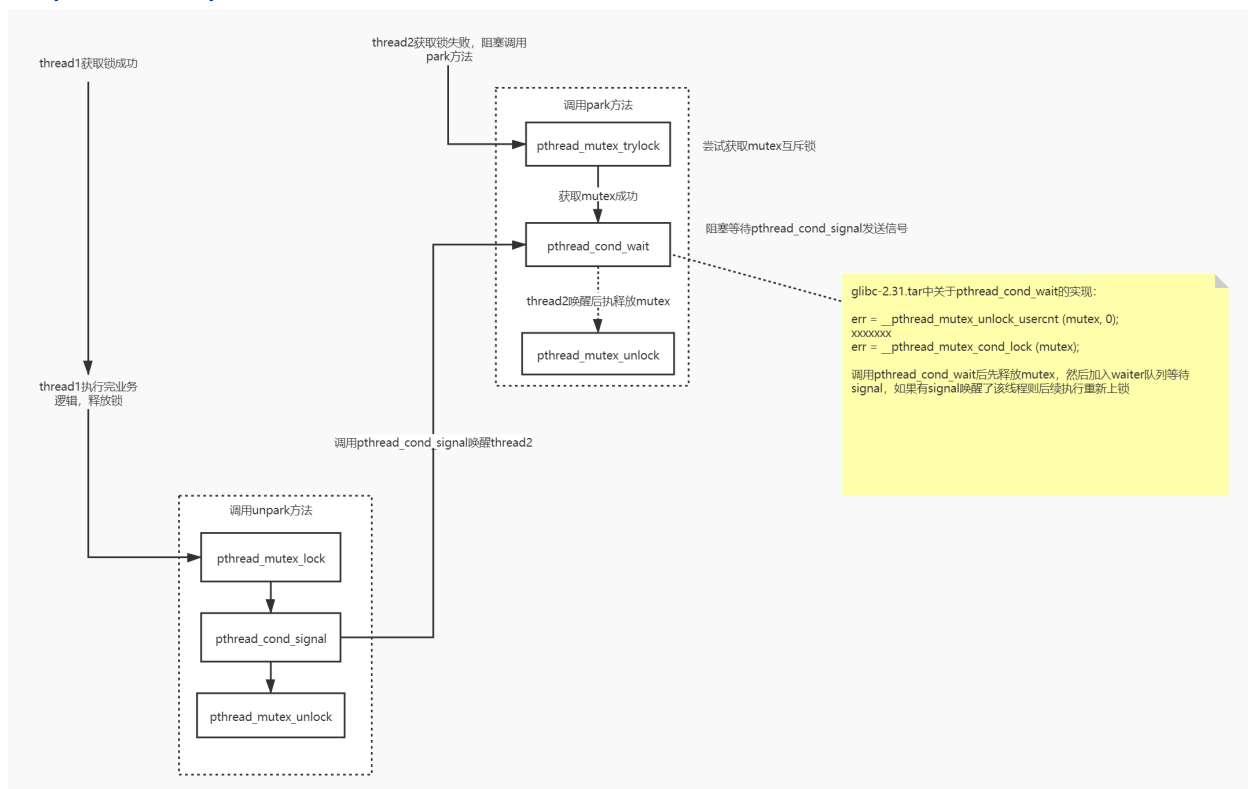 thread1获取锁成功
thread2获取锁失败，阻塞调用
park方法
调用park方法
pthread_mutex_trylock
尝试获取mutex互斥锁
获取mutex成功
pthread_cond_wait
阻塞等待pthread_cond_signal发送信号
thread2唤醒后执释放mutex
pthread_mutex_unlock
glibc-2.31.tar中关于pthread_cond_wait的实现：
err = __pthread_mutex_unlock_usercnt (mutex, 0);
xxxxxxx
err = __pthread_mutex_cond_lock (mutex);
调用pthread_cond_wait后先释放mutex，然后加入waiter队列等待
signal，如果有signal唤醒了该线程则后续执行重新上锁
thread1执行完业务
逻辑，释放锁
调用pthread_cond_signal唤醒thread2
调用unpark方法
pthread_mutex_lock
pthread_cond_signal
pthread_mutex_unlock